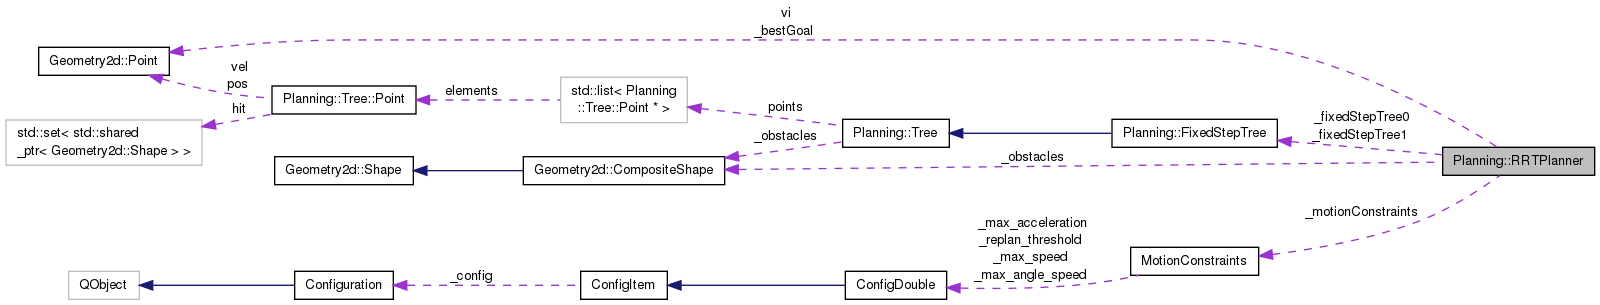 vi
_bestGoal
Geometry2d::Point
vel
pos
hit
Planning::Tree::Point
elements
std::list< Planning
::Tree::Point * >
points
_obstacles
std::set< std::shared
_ptr< Geometry2d::Shape > >
Planning::Tree
Planning::FixedStepTree
_fixedStepTree0
_fixedStepTree1
Planning::RRTPlanner
Geometry2d::Shape
Geometry2d::CompositeShape
_obstacles
_motionConstraints
_max_acceleration
_replan_threshold
_max_speed
_max_angle_speed
MotionConstraints
QObject
Configuration
_config
ConfigItem
ConfigDouble